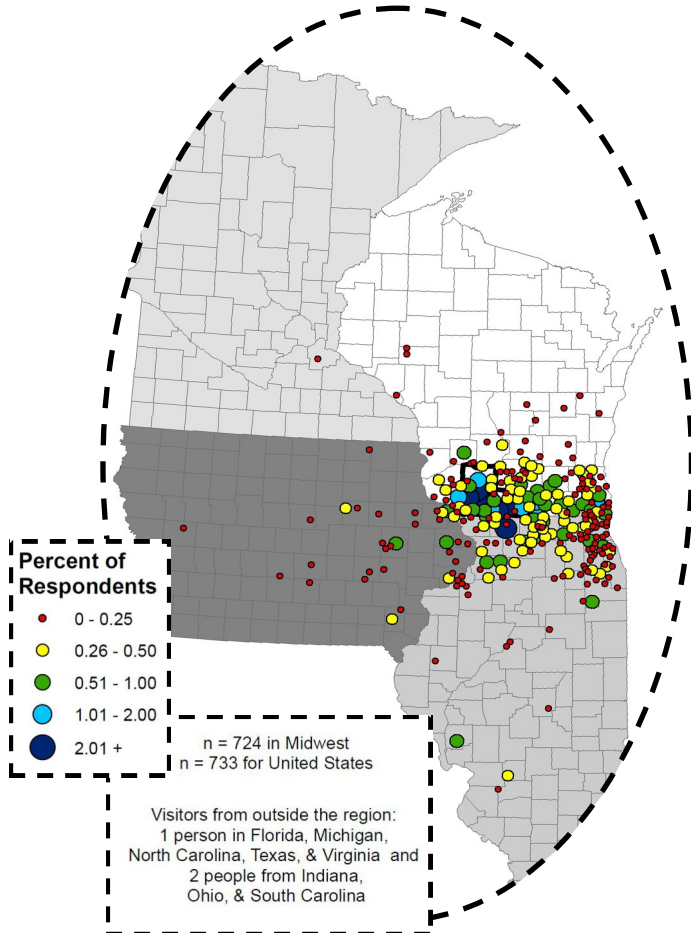 Percent of
Respondents
0 - 0.25
0.26 - 0.50
0.51 - 1.00
1.01 - 2.00
2.01 +
n = 724 in Midwest
n = 733 for United States
Visitors from outside the region:
1 person in Florida, Michigan,
North Carolina, Texas, & Virginia and
2 people from Indiana,
Ohio, & South Carolina